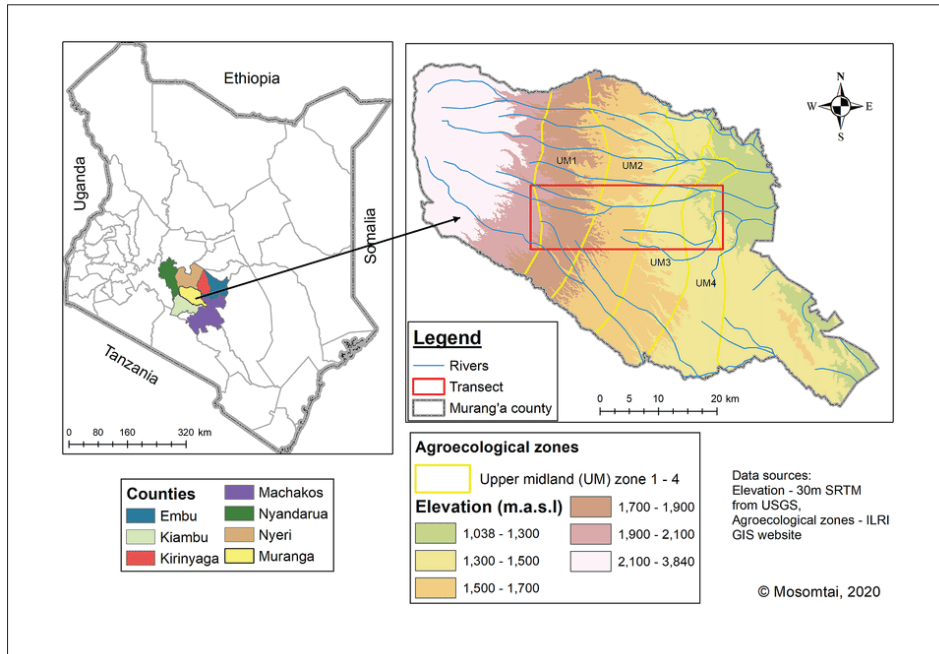 Ethiopia
Uganda
Somalia
Tanzania
0 80 160 320 km
N
W E
S
UM1
UM2
UM3
UM4
Legend
Rivers
Transect
Murang'a county
0 5 10 20 km
Counties
Embu
Kiambu
Kirinyaga
Machakos
Nyandarua
Nyeri
Muranga
Agroecological zones
Upper midland (UM) zone 1 - 4
Elevation (m.a.s.l)
1,038 - 1,300
1,300 - 1,500
1,500 - 1,700
1,700 - 1,900
1,900 - 2,100
2,100 - 3,840
Data sources:
Elevation - 30m SRTM
from USGS,
Agroecological zones - ILRI
GIS website
© Mosomtai, 2020